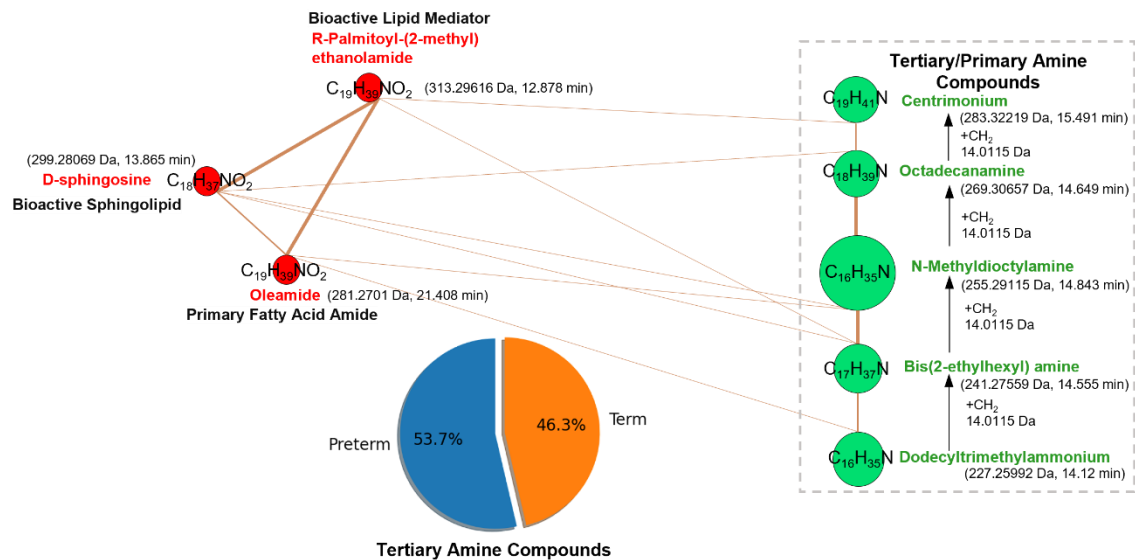 Bioactive Lipid Mediator
R-Palmitoyl-(2-methyl)
ethanolamide
C₁₉H₃₉NO₂
(313.29616 Da, 12.878 min)
(299.28069 Da, 13.865 min)
D-sphingosine
C₁₈H₃₇NO₂
Bioactive Sphingolipid
C₁₉H₃₉NO₂
Oleamide
(281.2701 Da, 21.408 min)
Primary Fatty Acid Amide
Tertiary/Primary Amine
Compounds
C₁₉H₄₁N
Centrimonium
(283.32219 Da, 15.491 min)
+CH₂
14.0115 Da
C₁₈H₃₉N
Octadecanamine
(269.30657 Da, 14.649 min)
+CH₂
14.0115 Da
C₁₆H₃₅N
N-Methyldioctylamine
(255.29115 Da, 14.843 min)
+CH₂
14.0115 Da
C₁₇H₃₇N
Bis(2-ethylhexyl) amine
(241.27559 Da, 14.555 min)
+CH₂
14.0115 Da
C₁₆H₃₅N
Dodecyltrimethylammonium
(227.25992 Da, 14.12 min)
Preterm
53.7%
46.3%
Term
Tertiary Amine Compounds